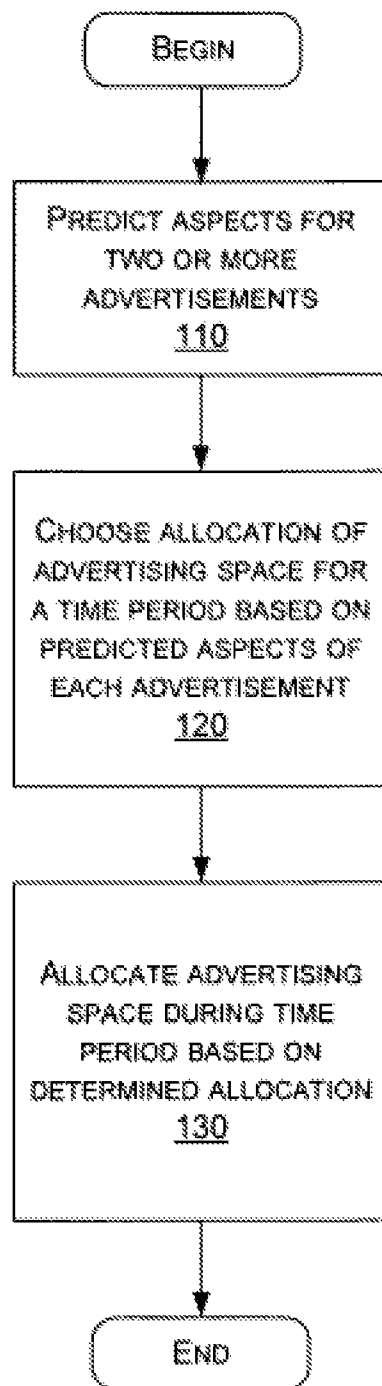 BEGIN
PREDICT ASPECTS FOR
TWO OR MORE
ADVERTISEMENTS
110
CHOOSE ALLOCATION OF
ADVERTISING SPACE FOR
A TIME PERIOD BASED ON
PREDICTED ASPECTS OF
EACH ADVERTISEMENT
120
ALLOCATE ADVERTISING
SPACE DURING TIME
PERIOD BASED ON
DETERMINED ALLOCATION
130
END